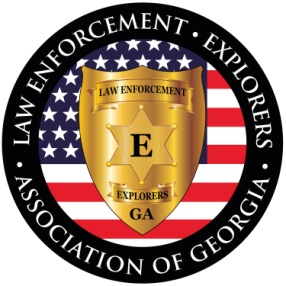 · LAW ENFORCEMENT · EXPLORERS ·
ASSOCIATION OF GEORGIA
LAW ENFORCEMENT
E
EXPLORERS
GA